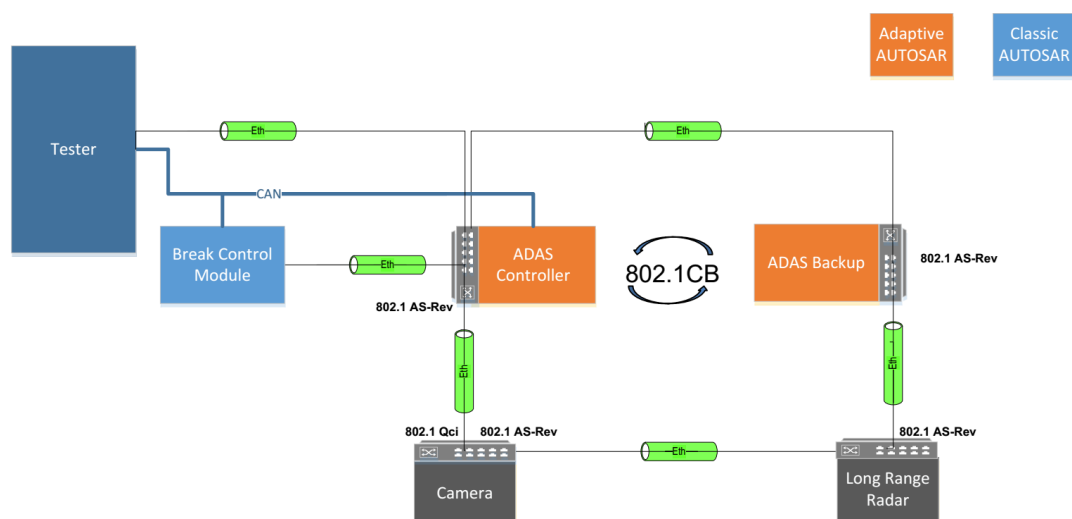 Adaptive
AUTOSAR
Classic
AUTOSAR
Tester
Eth
Eth
CAN
Break Control
Module
Eth
ADAS
Controller
802.1 AS-Rev
802.1CB
ADAS Backup
802.1 AS-Rev
Eth
Eth
802.1 Qci
802.1 AS-Rev
Camera
Eth
802.1 AS-Rev
Long Range
Radar